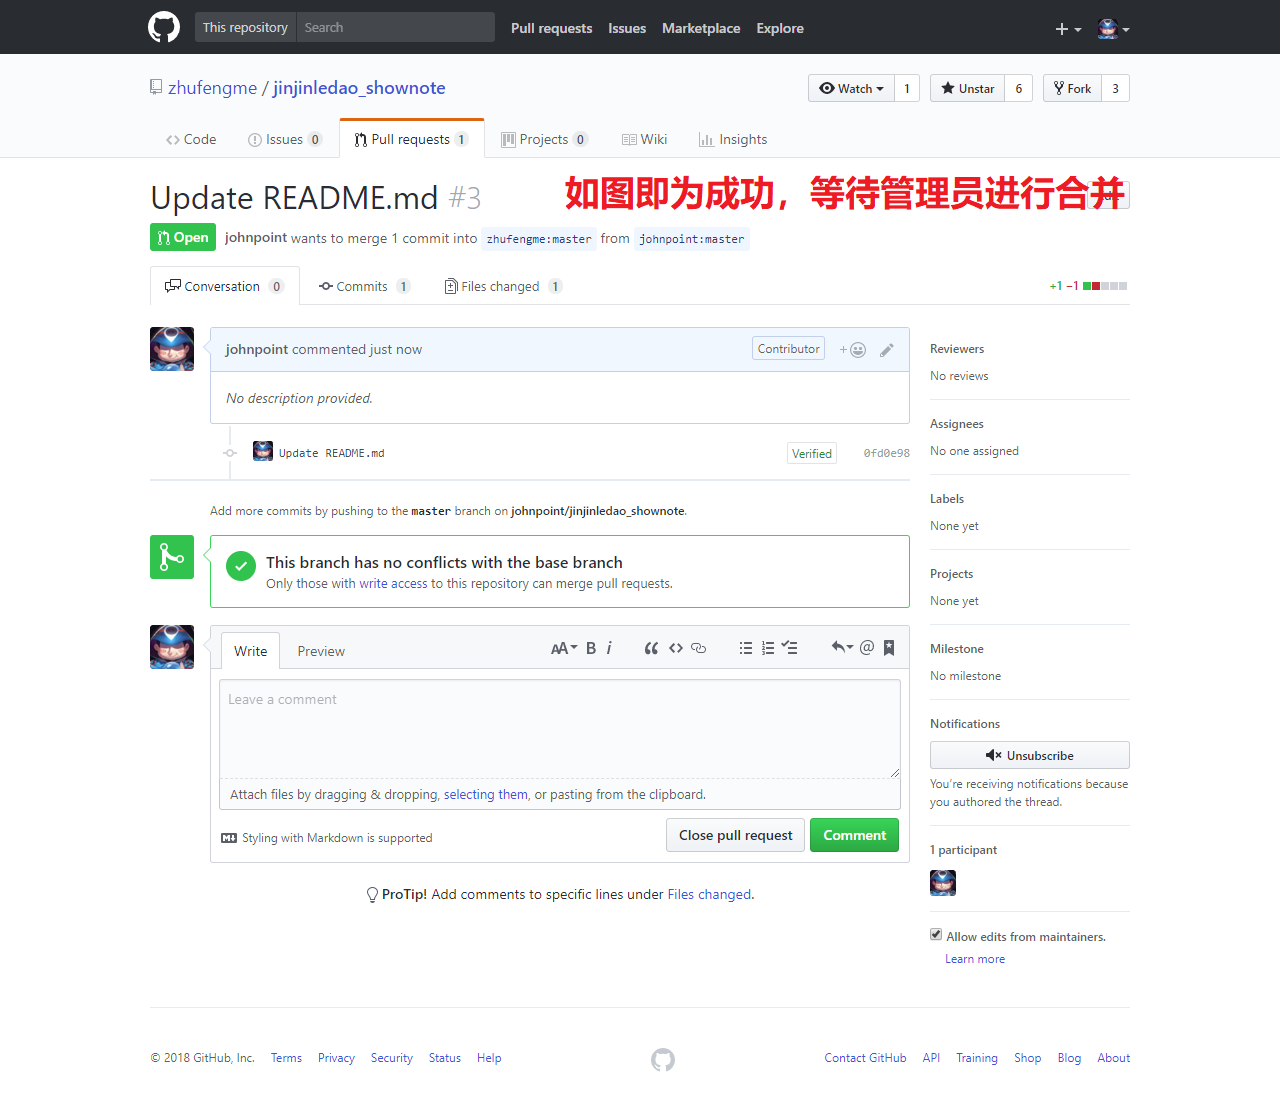 This repository Search Pull requests Issues Marketplace Explore
zhufengme / jinjinledao_shownote Watch 1 Unstar 6 Fork 3
Code Issues 0 Pull requests 1 Projects 0 Wiki Insights
Update README.md #3
如图即为成功，等待管理员进行合并
Open johnpoint wants to merge 1 commit into zhufengme:master from johnpoint:master
Conversation 0 Commits 1 Files changed 1 +1 −1
johnpoint commented just now Contributor
No description provided.
Update README.md Verified 0fd0e98
Add more commits by pushing to the master branch on johnpoint/jinjinledao_shownote.
This branch has no conflicts with the base branch
Only those with write access to this repository can merge pull requests.
Write Preview AA B i
Leave a comment
Attach files by dragging & dropping, selecting them, or pasting from the clipboard.
Styling with Markdown is supported Close pull request Comment
ProTip! Add comments to specific lines under Files changed.
Reviewers
No reviews
Assignees
No one assigned
Labels
None yet
Projects
None yet
Milestone
No milestone
Notifications
Unsubscribe
You're receiving notifications because
you authored the thread.
1 participant
Allow edits from maintainers.
Learn more
© 2018 GitHub, Inc. Terms Privacy Security Status Help Contact GitHub API Training Shop Blog About